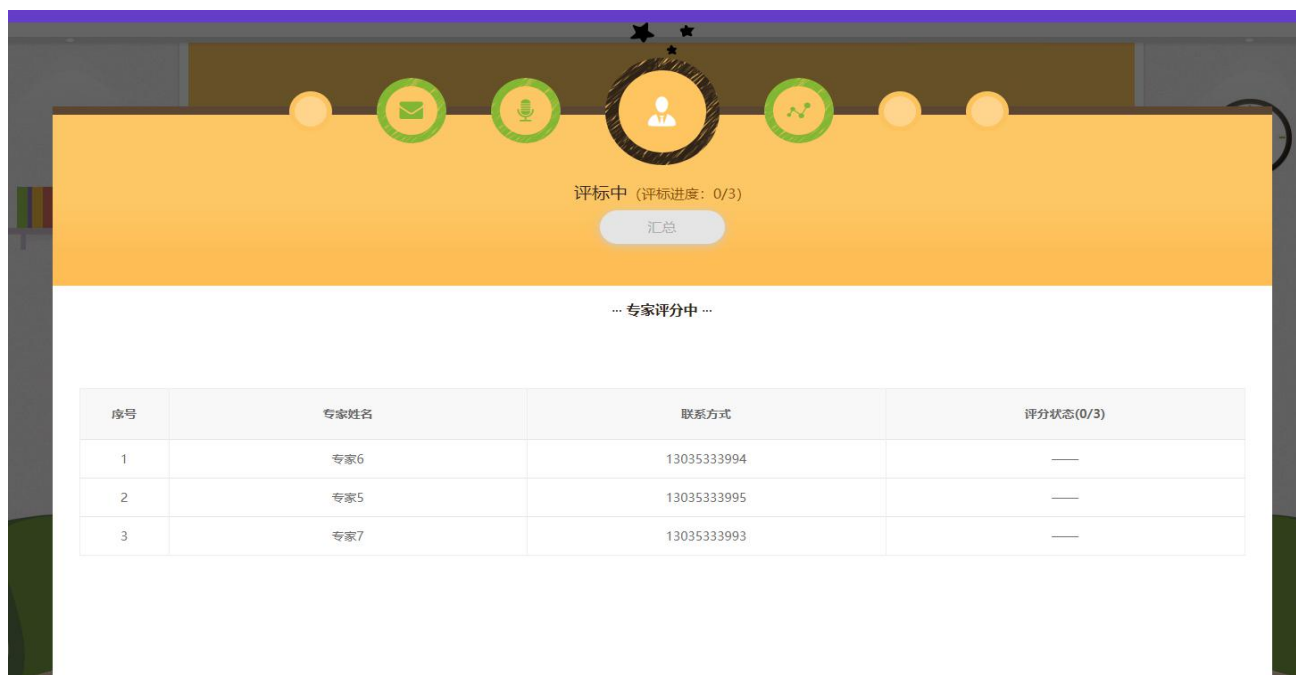 评标中（评标进度：0/3）
汇总
... 专家评分中 ...
序号 专家姓名 联系方式 评分状态(0/3)
1 专家6 13035333994 ——
2 专家5 13035333995 ——
3 专家7 13035333993 ——